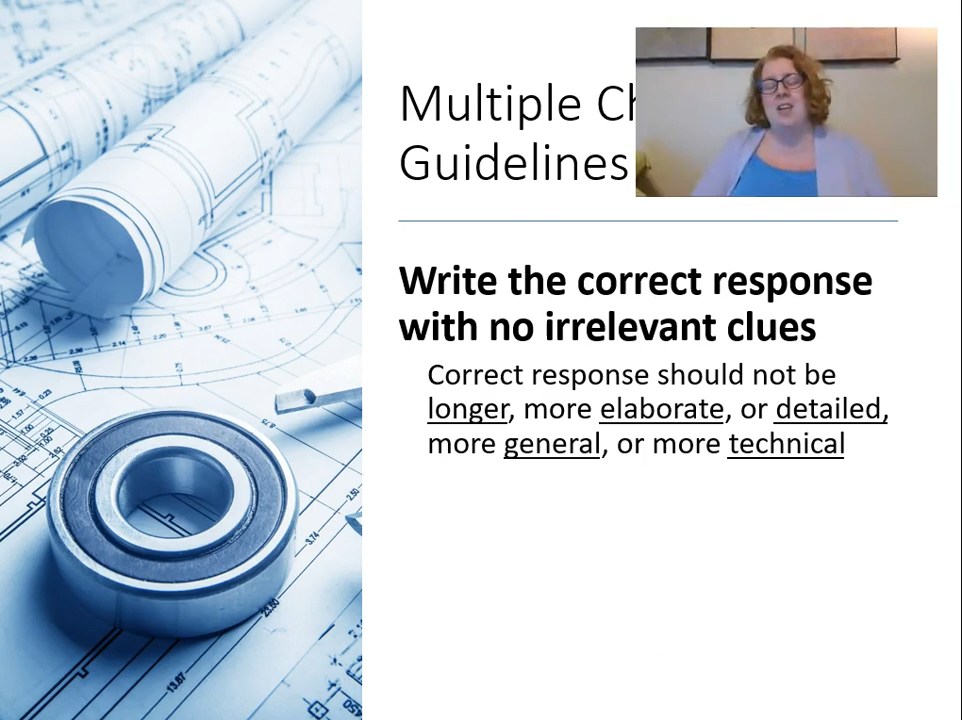 Multiple Ch
Guidelines
Write the correct response
with no irrelevant clues
Correct response should not be
longer, more elaborate, or detailed,
more general, or more technical